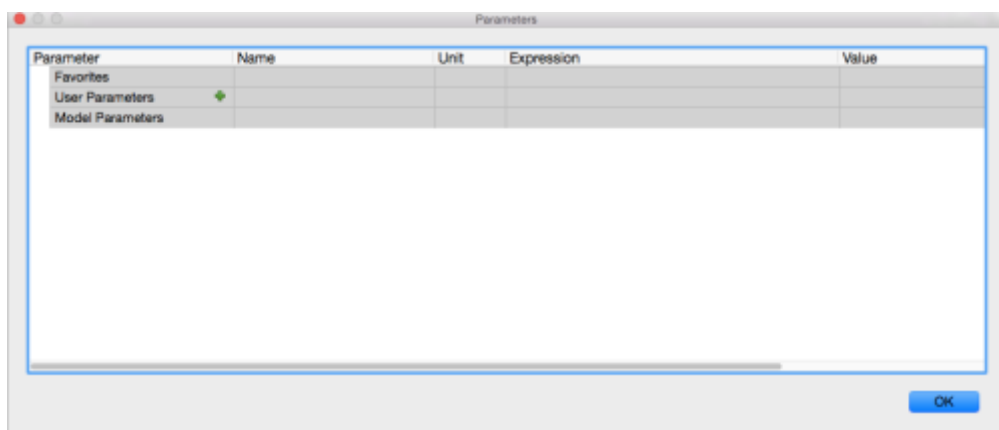 Parameters
Parameter Name Unit Expression Value
Favorites
User Parameters
Model Parameters
OK